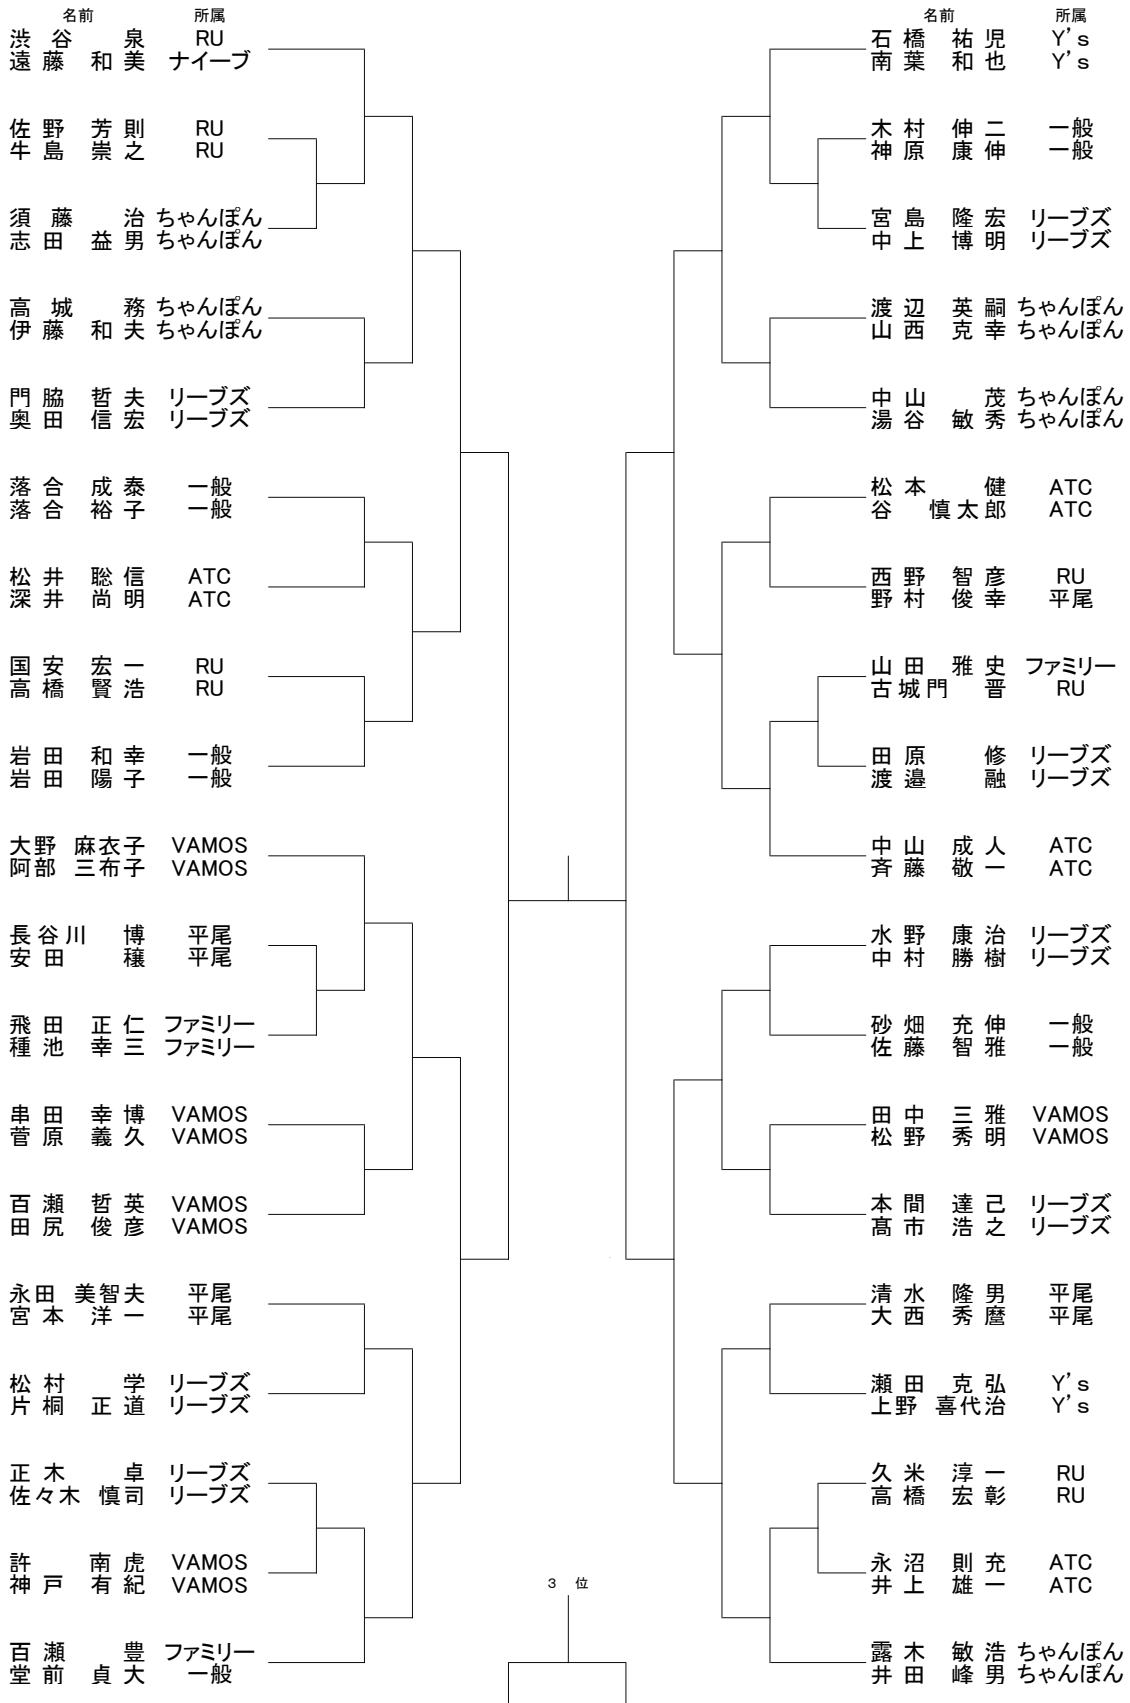 名前 所属
渋谷 泉 RU
遠藤 和美 ナイーブ
佐野 芳則 RU
牛島 崇之 RU
須藤 治 ちゃんぽん
志田 益男 ちゃんぽん
高城 務 ちゃんぽん
伊藤 和夫 ちゃんぽん
門脇 哲夫 リーブズ
奥田 信宏 リーブズ
落合 成泰 一般
落合 裕子 一般
松井 聡信 ATC
深井 尚明 ATC
国安 宏一 RU
高橋 賢浩 RU
岩田 和幸 一般
岩田 陽子 一般
大野 麻衣子 VAMOS
阿部 三布子 VAMOS
長谷川 博 平尾
安田 穣 平尾
飛田 正仁 ファミリー
種池 幸三 ファミリー
串田 幸博 VAMOS
菅原 義久 VAMOS
百瀬 哲英 VAMOS
田尻 俊彦 VAMOS
永田 美智夫 平尾
宮本 洋一 平尾
松村 学 リーブズ
片桐 正道 リーブズ
正木 卓 リーブズ
佐々木 慎司 リーブズ
許 南虎 VAMOS
神戸 有紀 VAMOS
百瀬 豊 ファミリー
堂前 貞大 一般
名前 所属
石橋 祐児 Y's
南葉 和也 Y's
木村 伸二 一般
神原 康伸 一般
宮島 隆宏 リーブズ
中上 博明 リーブズ
渡辺 英嗣 ちゃんぽん
山西 克幸 ちゃんぽん
中山 茂 ちゃんぽん
湯谷 敏秀 ちゃんぽん
松本 健 ATC
谷 慎太郎 ATC
西野 智彦 RU
野村 俊幸 平尾
山田 雅史 ファミリー
古城門 晋 RU
田原 修 リーブズ
渡邉 融 リーブズ
中山 成人 ATC
斉藤 敬一 ATC
水野 康治 リーブズ
中村 勝樹 リーブズ
砂畑 充伸 一般
佐藤 智雅 一般
田中 三雅 VAMOS
松野 秀明 VAMOS
本間 達己 リーブズ
髙市 浩之 リーブズ
清水 隆男 平尾
大西 秀麿 平尾
瀬田 克弘 Y's
上野 喜代治 Y's
久米 淳一 RU
高橋 宏彰 RU
永沼 則充 ATC
井上 雄一 ATC
露木 敏浩 ちゃんぽん
井田 峰男 ちゃんぽん
3 位